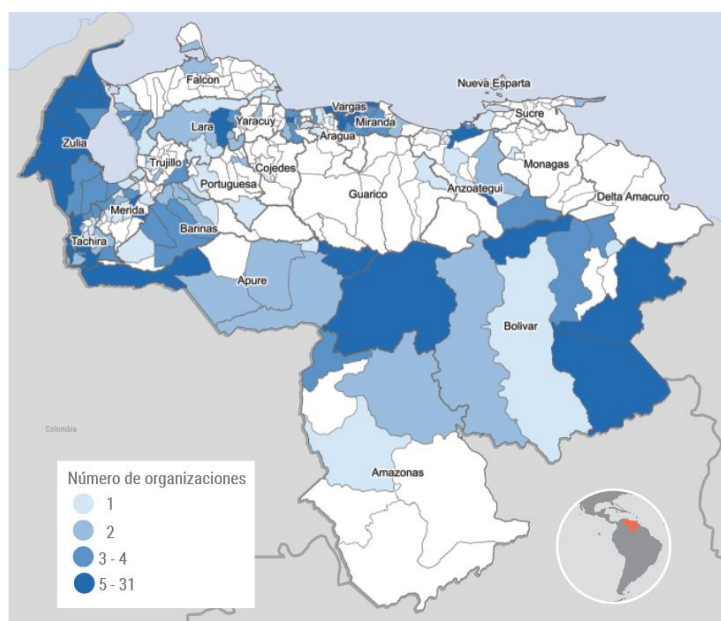 Falcon
Nueva Esparta
Vargas
Sucre
Zulia
Lara
Yaracuy
Miranda
Aragua
Trujillo
Cojedes
Monagas
Portuguesa
Guarico
Anzoategui
Delta Amacuro
Merida
Barinas
Tachira
Apure
Bolivar
Colombia
Amazonas
Número de organizaciones
1
2
3 - 4
5 - 31